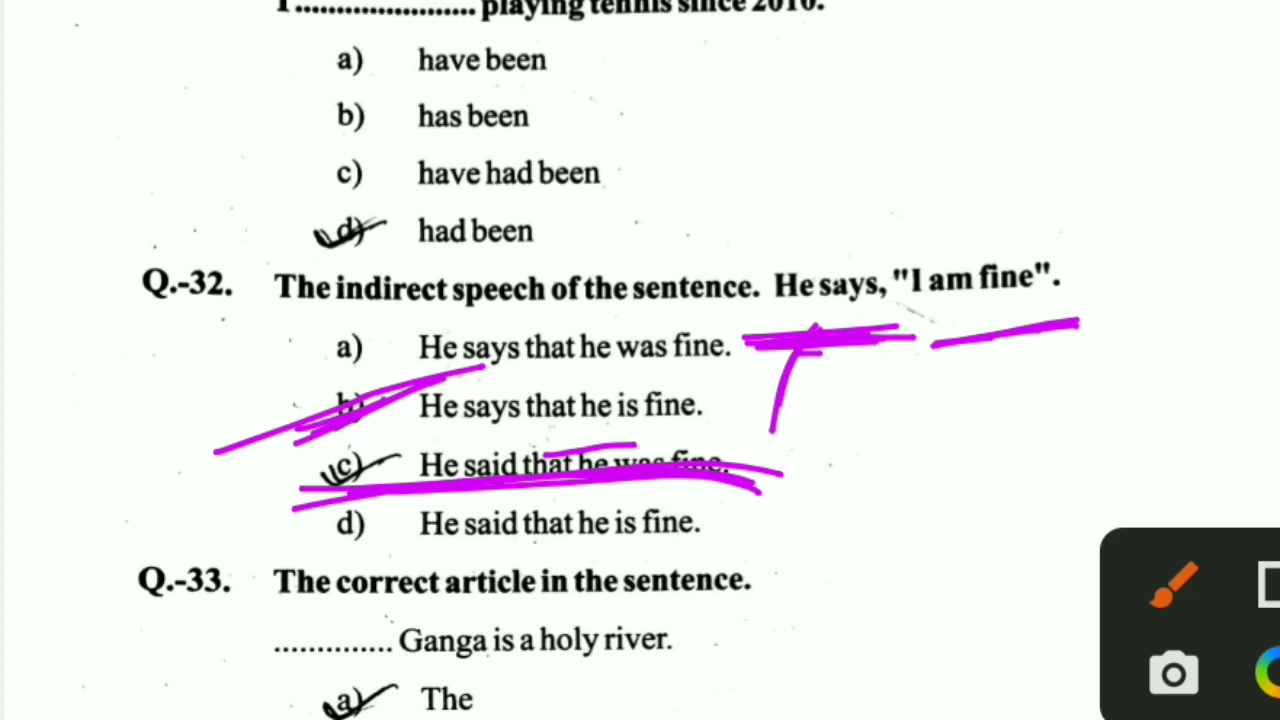 I...................... playing tennis since 2010.
a) have been
b) has been
c) have had been
d) had been
Q.-32. The indirect speech of the sentence. He says, "I am fine".
a) He says that he was fine.
b) He says that he is fine.
c) He said that he was fine.
d) He said that he is fine.
Q.-33. The correct article in the sentence.
.............. Ganga is a holy river.
a) The